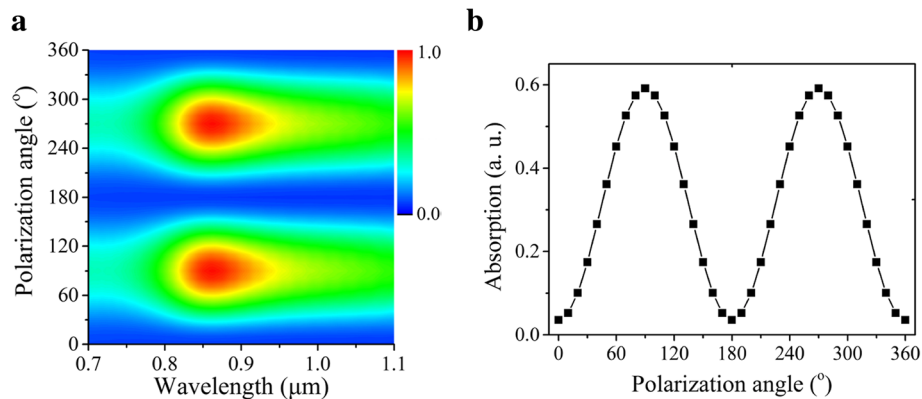 a
360
300
240
180
120
60
0
Polarization angle (°)
0.7 0.8 0.9 1.0 1.1
Wavelength (μm)
1.0
0.0
b
0.6
0.4
0.2
0.0
Absorption (a. u.)
0 60 120 180 240 300 360
Polarization angle (°)